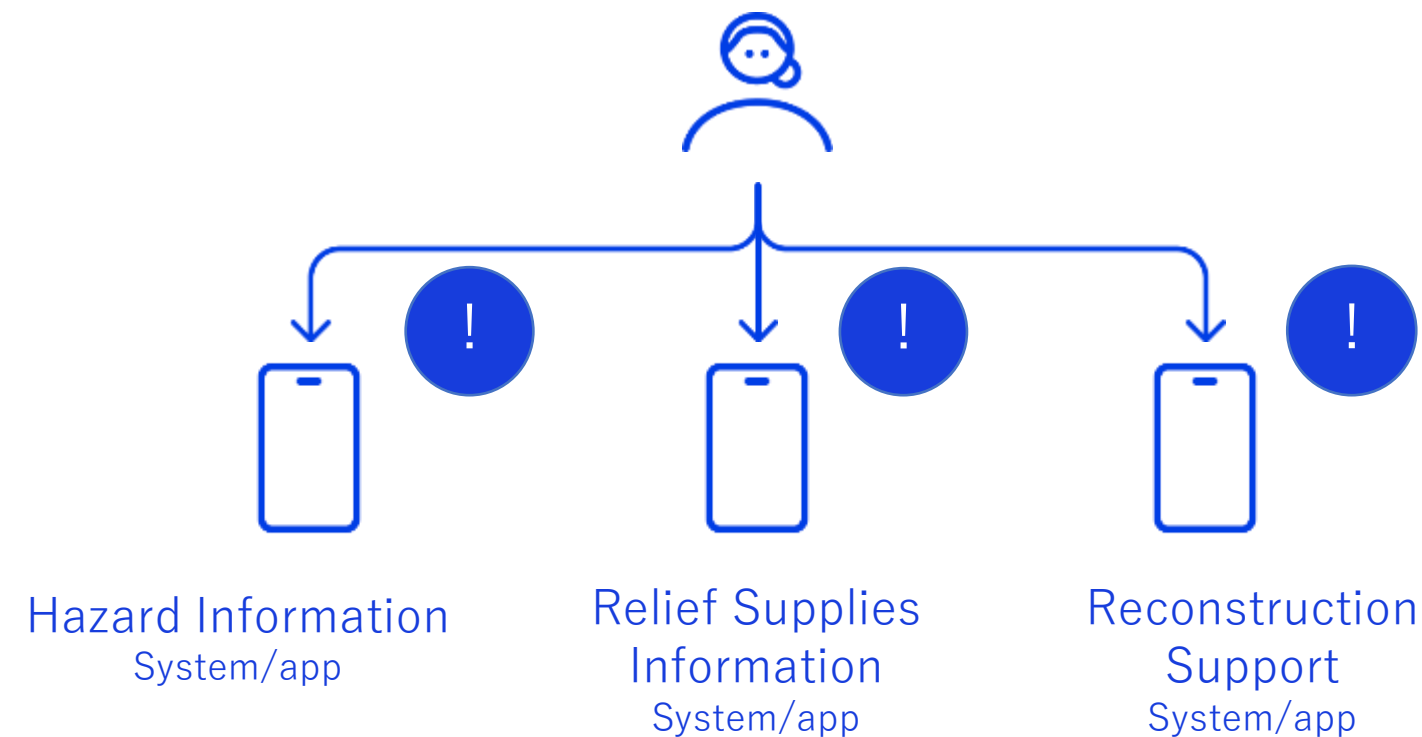 !
!
!
Hazard Information
System/app
Relief Supplies
Information
System/app
Reconstruction
Support
System/app